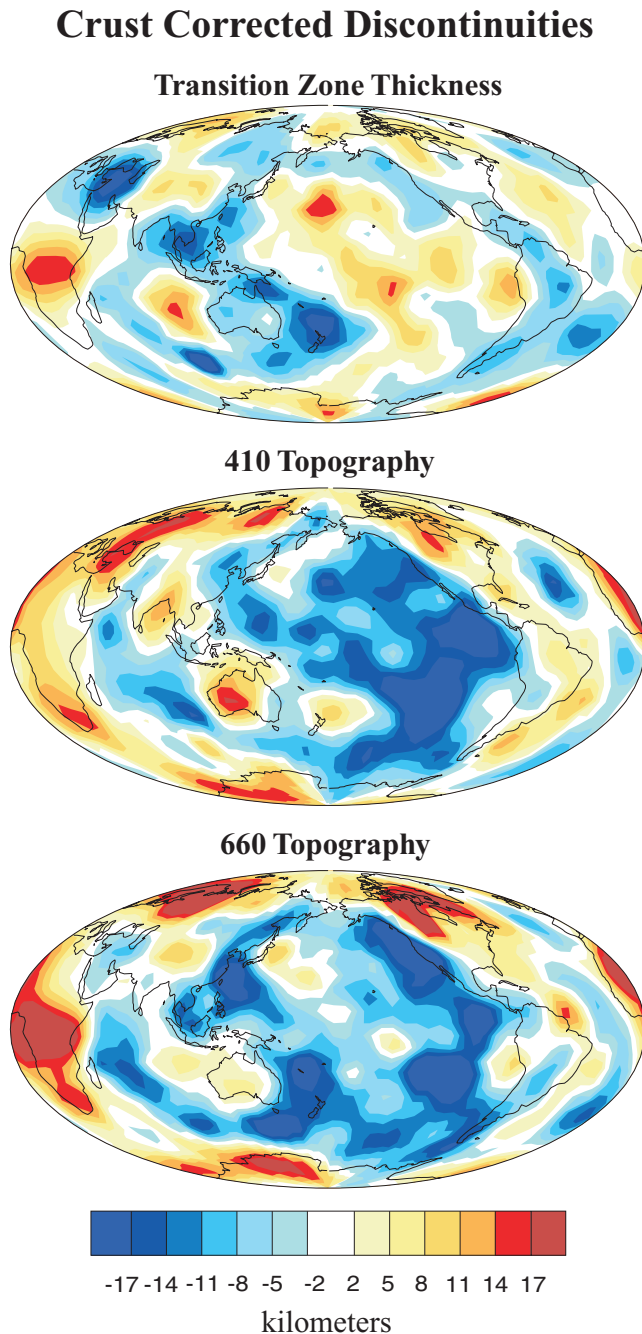 Crust Corrected Discontinuities
Transition Zone Thickness
410 Topography
660 Topography
-17 -14 -11 -8 -5 -2 2 5 8 11 14 17
kilometers